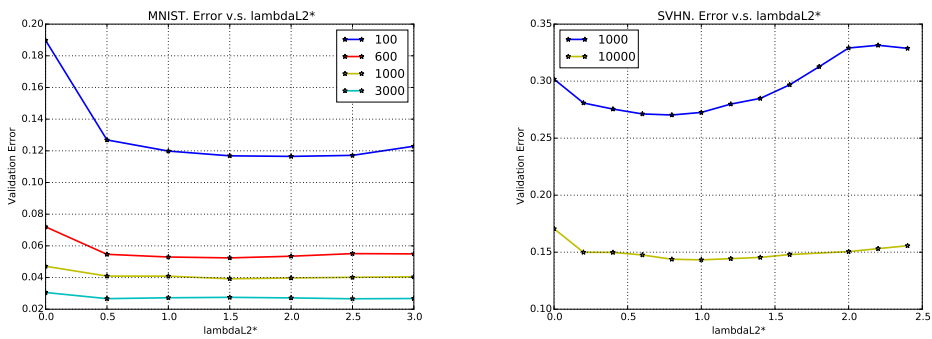 MNIST. Error v.s. lambdaL2*
Validation Error
0.20
0.18
0.16
0.14
0.12
0.10
0.08
0.06
0.04
0.02
0.0 0.5 1.0 1.5 2.0 2.5 3.0
lambdaL2*
100
600
1000
3000
SVHN. Error v.s. lambdaL2*
Validation Error
0.35
0.30
0.25
0.20
0.15
0.10
0.0 0.5 1.0 1.5 2.0 2.5
lambdaL2*
1000
10000